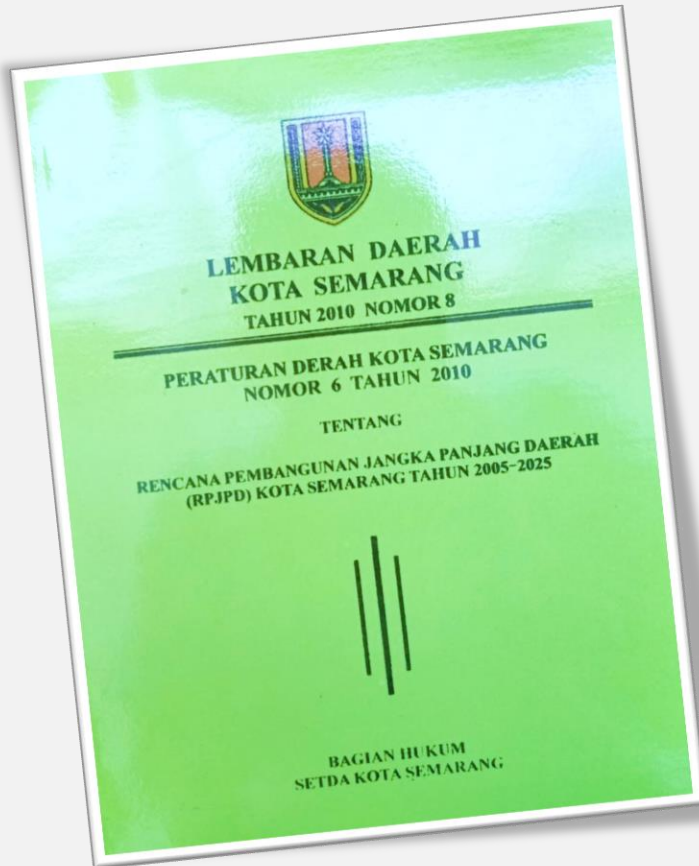 LEMBARAN DAERAH
KOTA SEMARANG
TAHUN 2010 NOMOR 8
PERATURAN DERAH KOTA SEMARANG
NOMOR 6 TAHUN 2010
TENTANG
RENCANA PEMBANGUNAN JANGKA PANJANG DAERAH
(RPJPD) KOTA SEMARANG TAHUN 2005-2025
BAGIAN HUKUM
SETDA KOTA SEMARANG